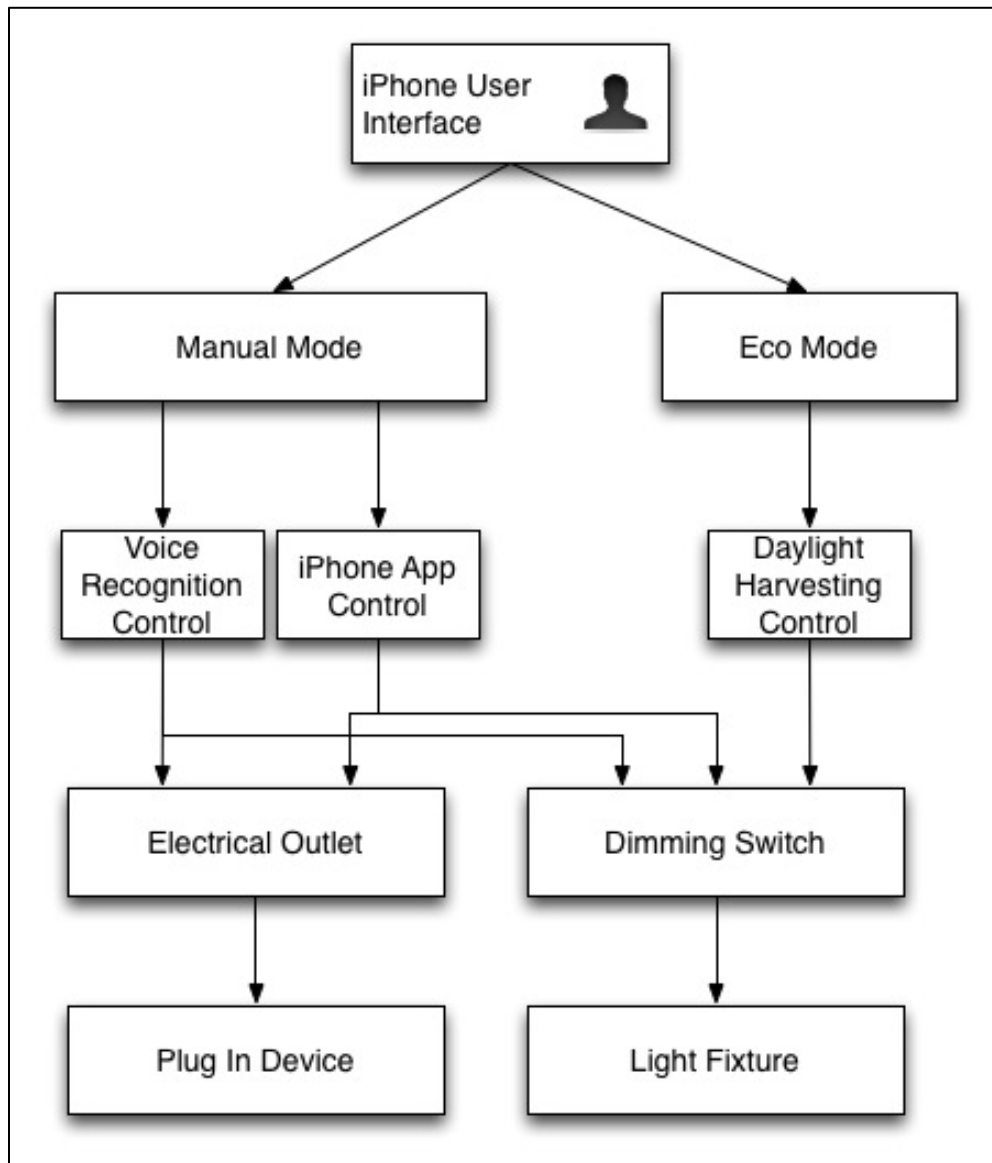 iPhone User
Interface
Manual Mode
Eco Mode
Voice
Recognition
Control
iPhone App
Control
Daylight
Harvesting
Control
Electrical Outlet
Dimming Switch
Plug In Device
Light Fixture